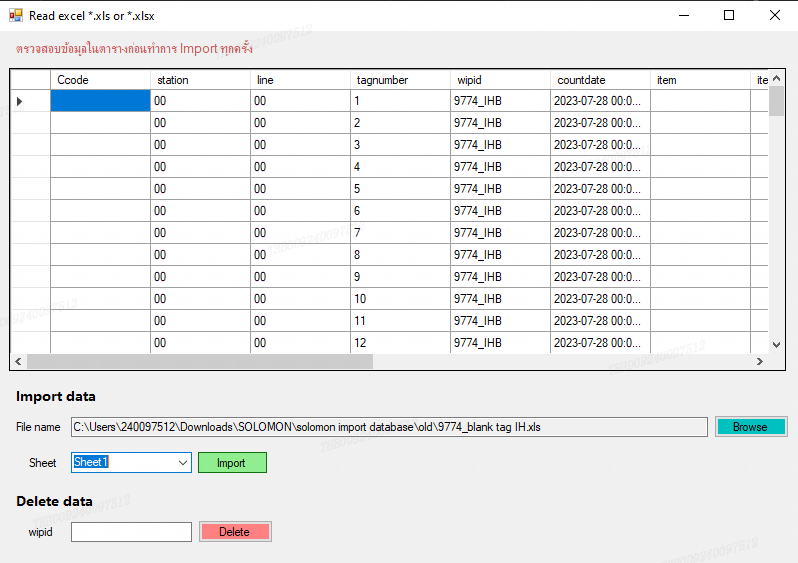 Read excel *.xls or *.xlsx
ตรวจสอบข้อมูลในตารางก่อนทำการ Import ทุกครั้ง
Ccode station line tagnumber wipid countdate item ite
00 00 1 9774_IHB 2023-07-28 00:0...
00 00 2 9774_IHB 2023-07-28 00:0...
00 00 3 9774_IHB 2023-07-28 00:0...
00 00 4 9774_IHB 2023-07-28 00:0...
00 00 5 9774_IHB 2023-07-28 00:0...
00 00 6 9774_IHB 2023-07-28 00:0...
00 00 7 9774_IHB 2023-07-28 00:0...
00 00 8 9774_IHB 2023-07-28 00:0...
00 00 9 9774_IHB 2023-07-28 00:0...
00 00 10 9774_IHB 2023-07-28 00:0...
00 00 11 9774_IHB 2023-07-28 00:0...
00 00 12 9774_IHB 2023-07-28 00:0...
Import data
File name C:\Users\240097512\Downloads\SOLOMON\solomon import database\old\9774_blank tag IH.xls Browse
Sheet Sheet1 Import
Delete data
wipid Delete